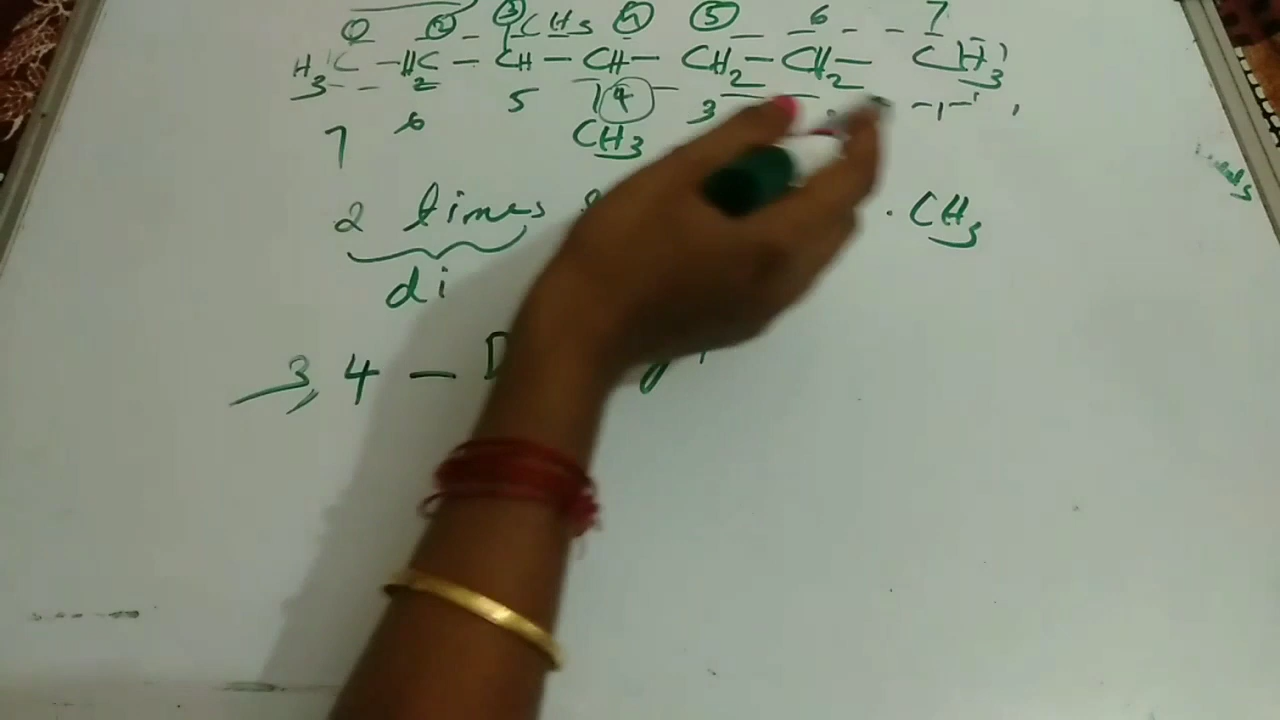 1 2 3 CH3 4 5 6 7
H3C - H2C - CH - CH - CH2 - CH2 - CH3
7 6 5 4 3 1
CH3
2 times CH3
di
3, 4 -